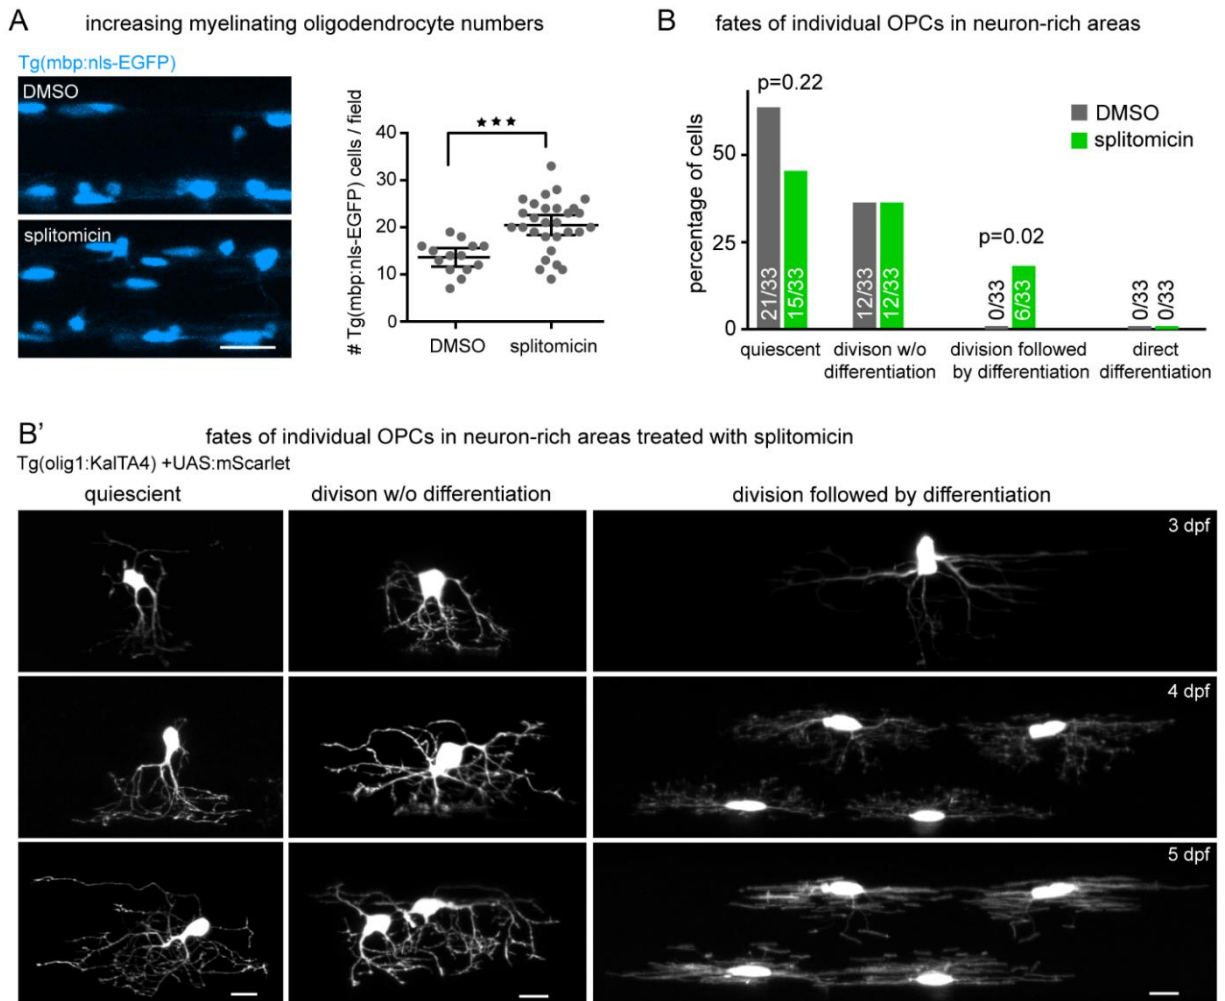 A
increasing myelinating oligodendrocyte numbers
Tg(mbp:nls-EGFP)
DMSO
splitomicin
# Tg(mbp:nls-EGFP) cells / field
40
30
20
10
0
★★★
DMSO
splitomicin
B
fates of individual OPCs in neuron-rich areas
percentage of cells
50
25
0
p=0.22
p=0.02
DMSO
splitomicin
21/33
15/33
12/33
12/33
0/33
6/33
0/33
0/33
quiescent
divison w/o
differentiation
division followed
by differentiation
direct
differentiation
B'
fates of individual OPCs in neuron-rich areas treated with splitomicin
Tg(olig1:KalTA4) +UAS:mScarlet
quiescient
divison w/o differentiation
division followed by differentiation
3 dpf
4 dpf
5 dpf